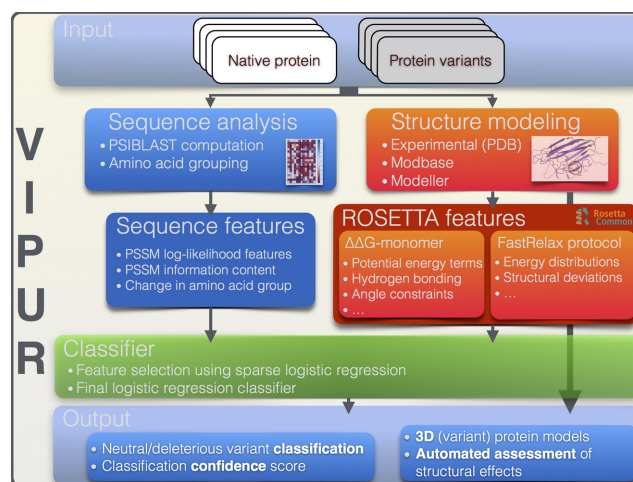 VIPUR
Input
Native protein
Protein variants
Sequence analysis
• PSIBLAST computation
• Amino acid grouping
Structure modeling
• Experimental (PDB)
• Modbase
• Modeller
Sequence features
• PSSM log-likelihood features
• PSSM information content
• Change in amino acid group
ROSETTA features
Rosetta
Common
ΔΔG-monomer
• Potential energy terms
• Hydrogen bonding
• Angle constraints
• …
FastRelax protocol
• Energy distributions
• Structural deviations
• …
Classifier
• Feature selection using sparse logistic regression
• Final logistic regression classifier
Output
• Neutral/deleterious variant classification
• Classification confidence score
• 3D (variant) protein models
• Automated assessment of
structural effects